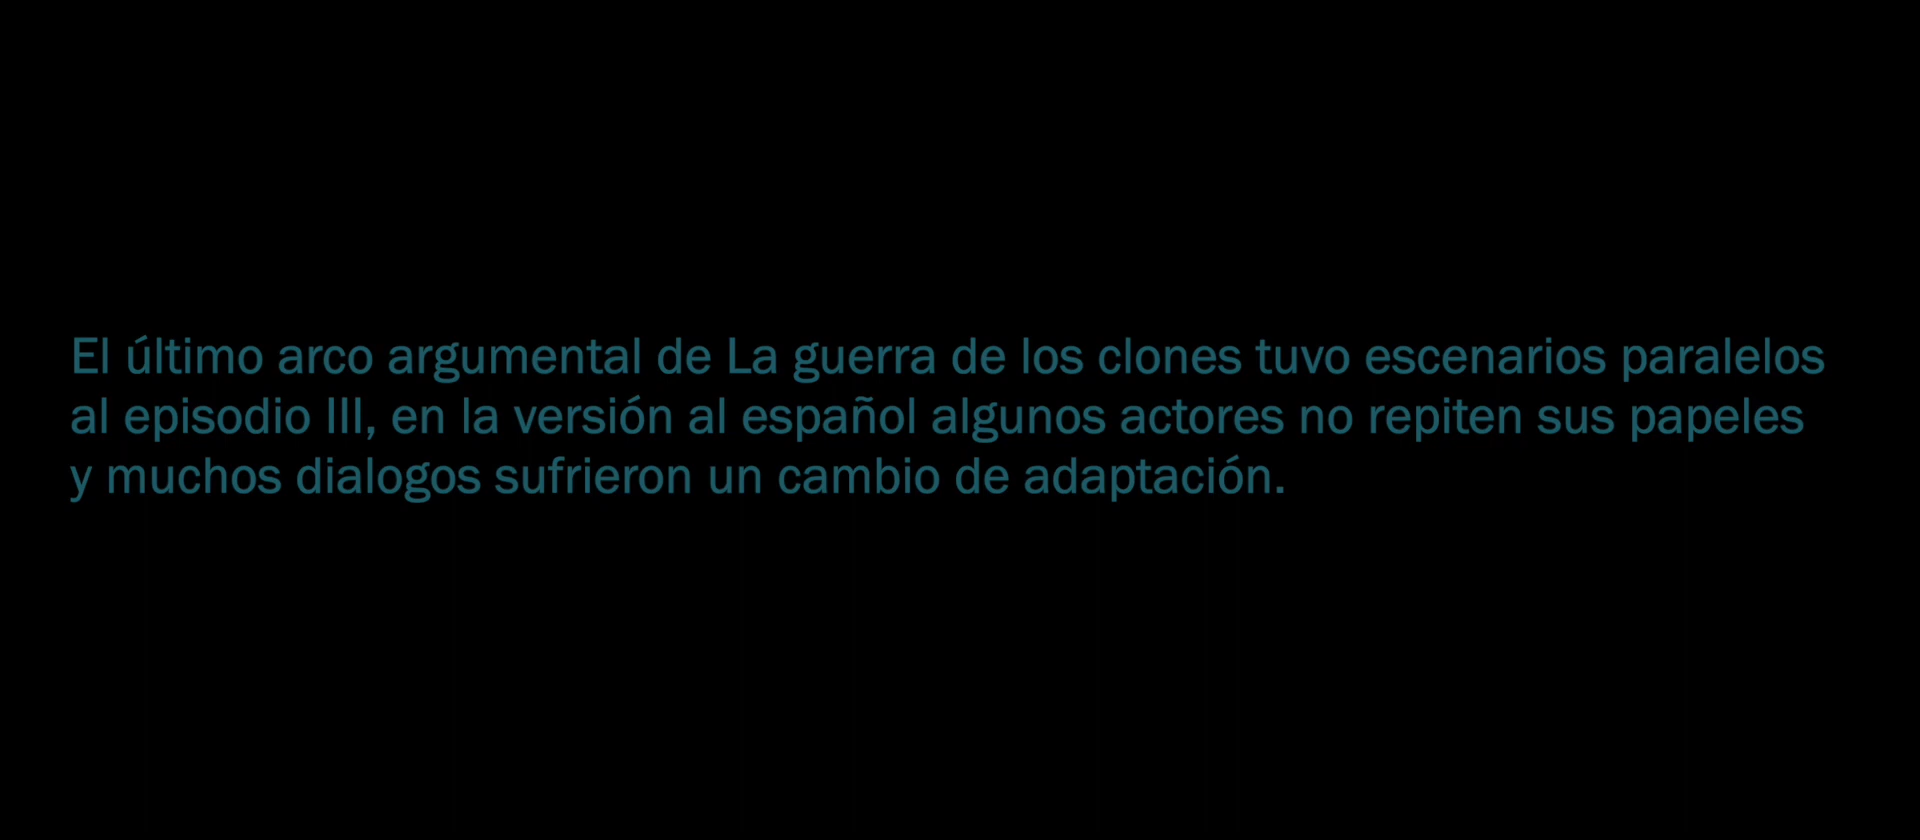 El último arco argumental de La guerra de los clones tuvo escenarios paralelos
al episodio III, en la versión al español algunos actores no repiten sus papeles
y muchos dialogos sufrieron un cambio de adaptación.